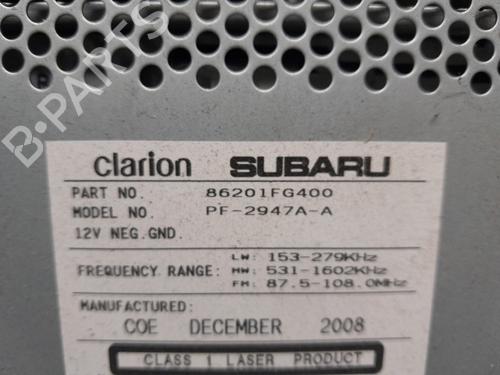 B-PARTS
clarion SUBARU
PART NO. 86201FG400
MODEL NO. PF-2947A-A
12V NEG.GND.
LW: 153-279KHz
FREQUENCY RANGE: MW: 531-1602KHz
FM: 87.5-108.0MHz
MANUFACTURED:
COE DECEMBER 2008
CLASS 1 LASER PRODUCT